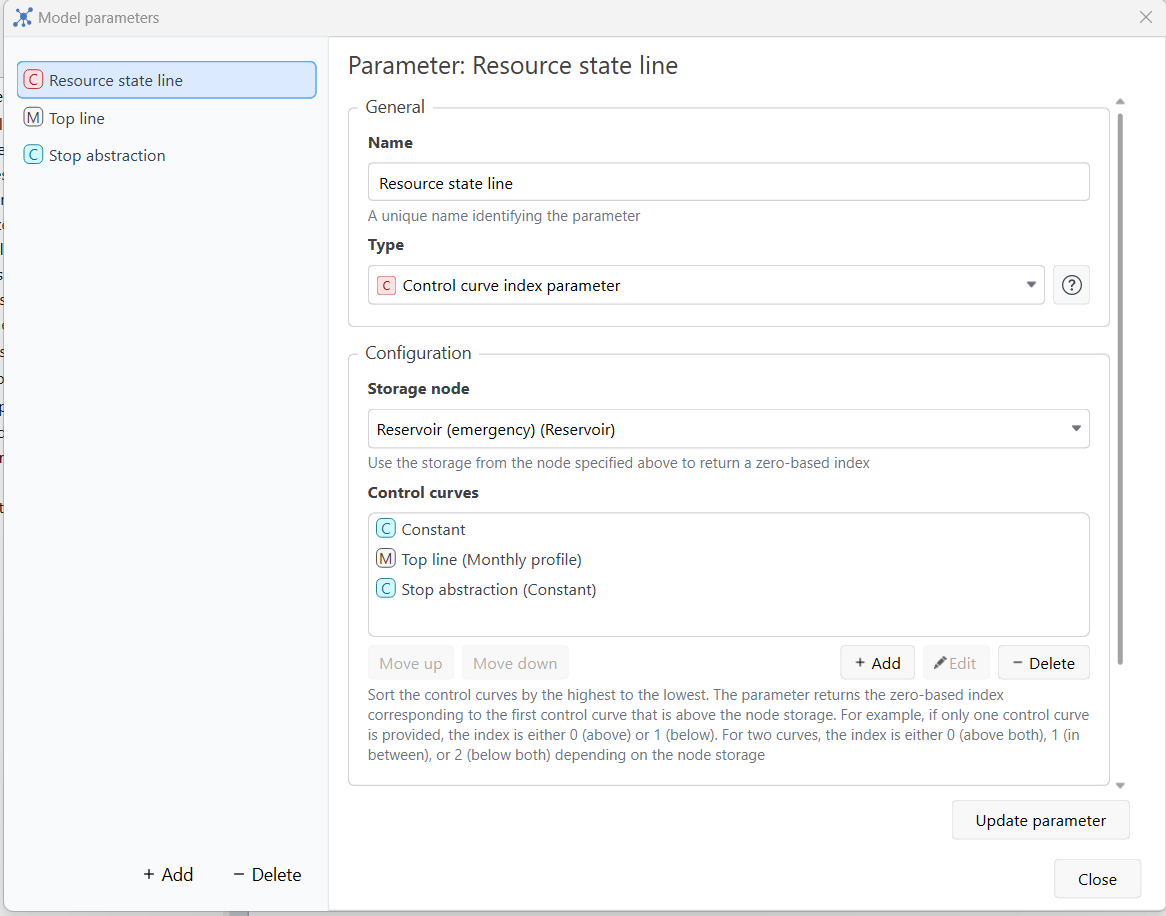 Model parameters
C Resource state line
M Top line
C Stop abstraction
+ Add − Delete
Parameter: Resource state line
General
Name
Resource state line
A unique name identifying the parameter
Type
C Control curve index parameter
?
Configuration
Storage node
Reservoir (emergency) (Reservoir)
Use the storage from the node specified above to return a zero-based index
Control curves
C Constant
M Top line (Monthly profile)
C Stop abstraction (Constant)
Move up Move down + Add Edit − Delete
Sort the control curves by the highest to the lowest. The parameter returns the zero-based index
corresponding to the first control curve that is above the node storage. For example, if only one control curve
is provided, the index is either 0 (above) or 1 (below). For two curves, the index is either 0 (above both), 1 (in
between), or 2 (below both) depending on the node storage
Update parameter
Close